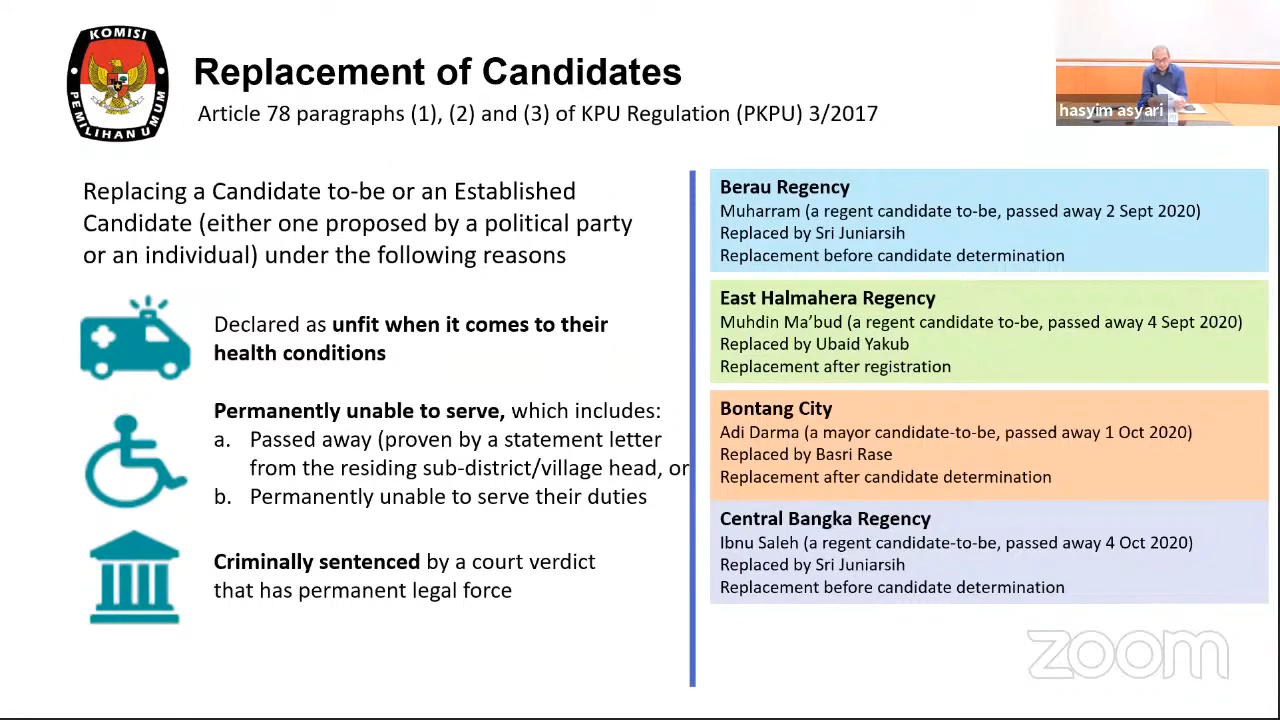 KOMISI
PEMILIHAN UMUM
Replacement of Candidates
Article 78 paragraphs (1), (2) and (3) of KPU Regulation (PKPU) 3/2017
hasyim asyari
Replacing a Candidate to-be or an Established
Candidate (either one proposed by a political party
or an individual) under the following reasons
Declared as unfit when it comes to their
health conditions
Permanently unable to serve, which includes:
a. Passed away (proven by a statement letter
from the residing sub-district/village head, or
b. Permanently unable to serve their duties
Criminally sentenced by a court verdict
that has permanent legal force
Berau Regency
Muharram (a regent candidate to-be, passed away 2 Sept 2020)
Replaced by Sri Juniarsih
Replacement before candidate determination
East Halmahera Regency
Muhdin Ma’bud (a regent candidate to-be, passed away 4 Sept 2020)
Replaced by Ubaid Yakub
Replacement after registration
Bontang City
Adi Darma (a mayor candidate-to-be, passed away 1 Oct 2020)
Replaced by Basri Rase
Replacement after candidate determination
Central Bangka Regency
Ibnu Saleh (a regent candidate-to-be, passed away 4 Oct 2020)
Replaced by Sri Juniarsih
Replacement before candidate determination
zoom